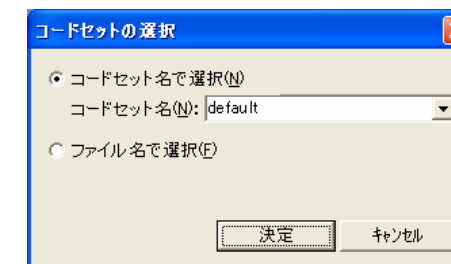 コードセットの選択
コードセット名で選択(N)
コードセット名(N): default
ファイル名で選択(F)
決定 キャンセル